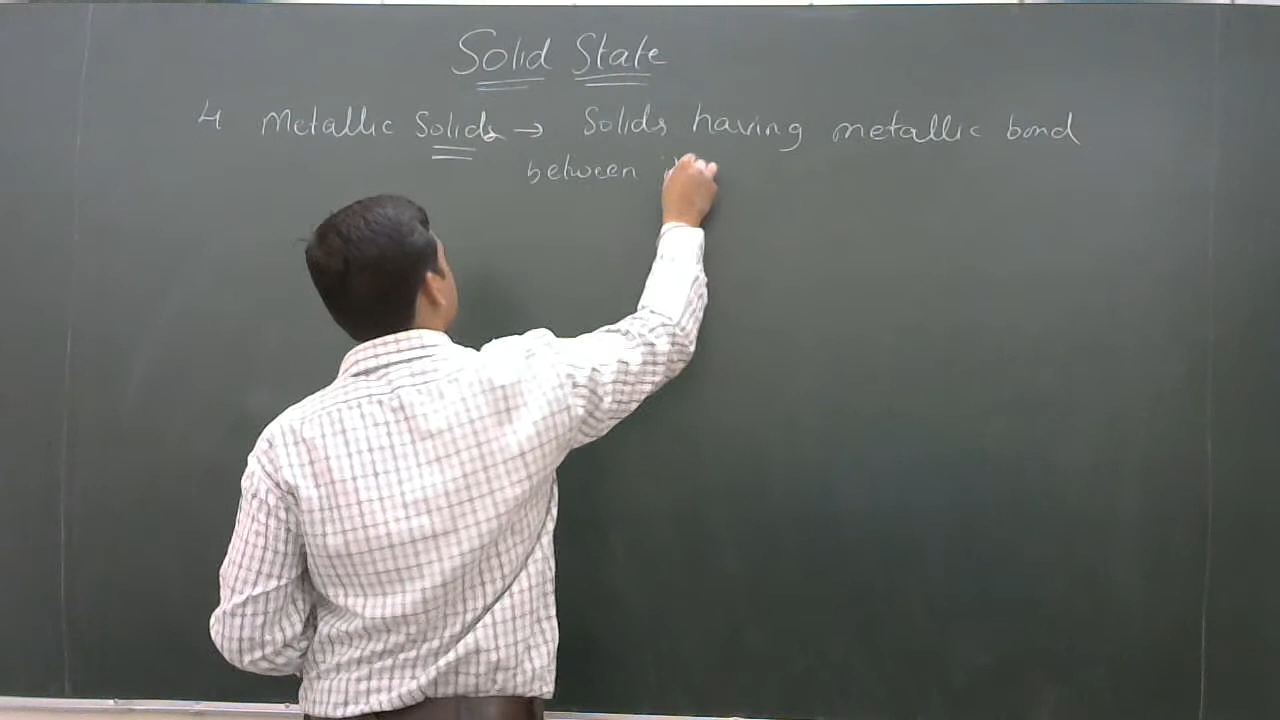 Solid State
4 Metallic Solids → Solids having metallic bond
between